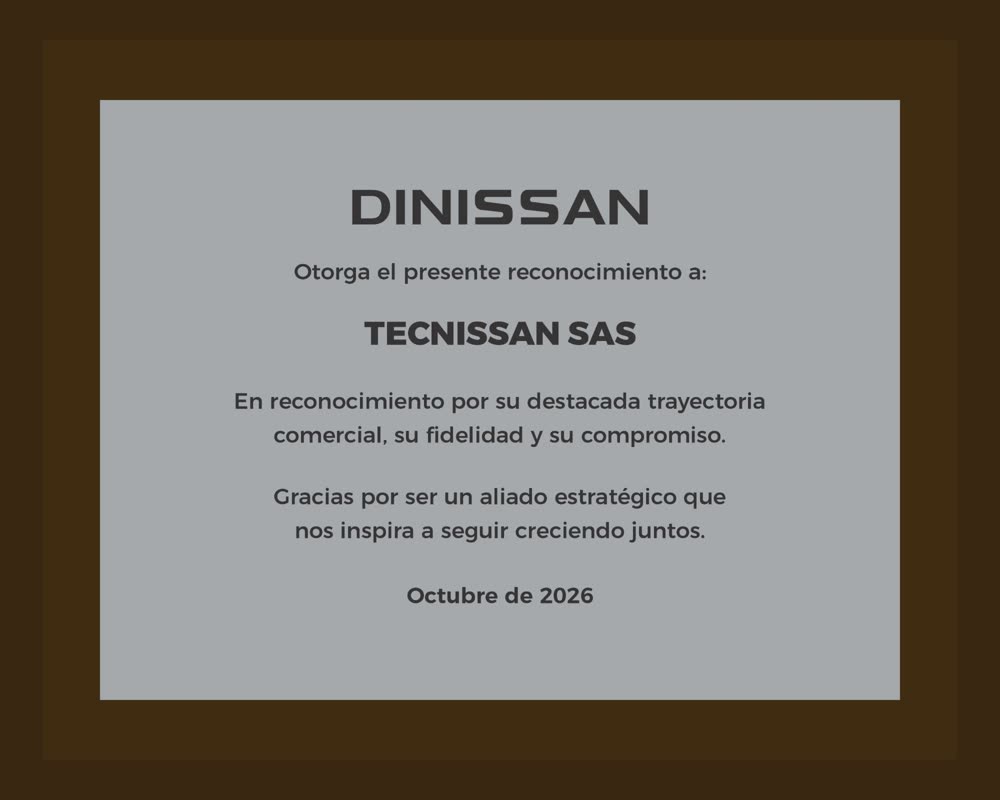 DINISSAN
Otorga el presente reconocimiento a:
TECNISSAN SAS
En reconocimiento por su destacada trayectoria
comercial, su fidelidad y su compromiso.
Gracias por ser un aliado estratégico que
nos inspira a seguir creciendo juntos.
Octubre de 2026